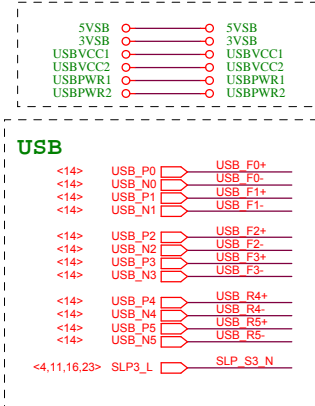 5VSB 5VSB
3VSB 3VSB
USBVCC1 USBVCC1
USBVCC2 USBVCC2
USBPWR1 USBPWR1
USBPWR2 USBPWR2
USB
<14> USB_P0 USB_F0+
<14> USB_N0 USB_F0-
<14> USB_P1 USB_F1+
<14> USB_N1 USB_F1-
<14> USB_P2 USB_F2+
<14> USB_N2 USB_F2-
<14> USB_P3 USB_F3+
<14> USB_N3 USB_F3-
<14> USB_P4 USB_R4+
<14> USB_N4 USB_R4-
<14> USB_P5 USB_R5+
<14> USB_N5 USB_R5-
<4,11,16,23> SLP3_L SLP_S3_N